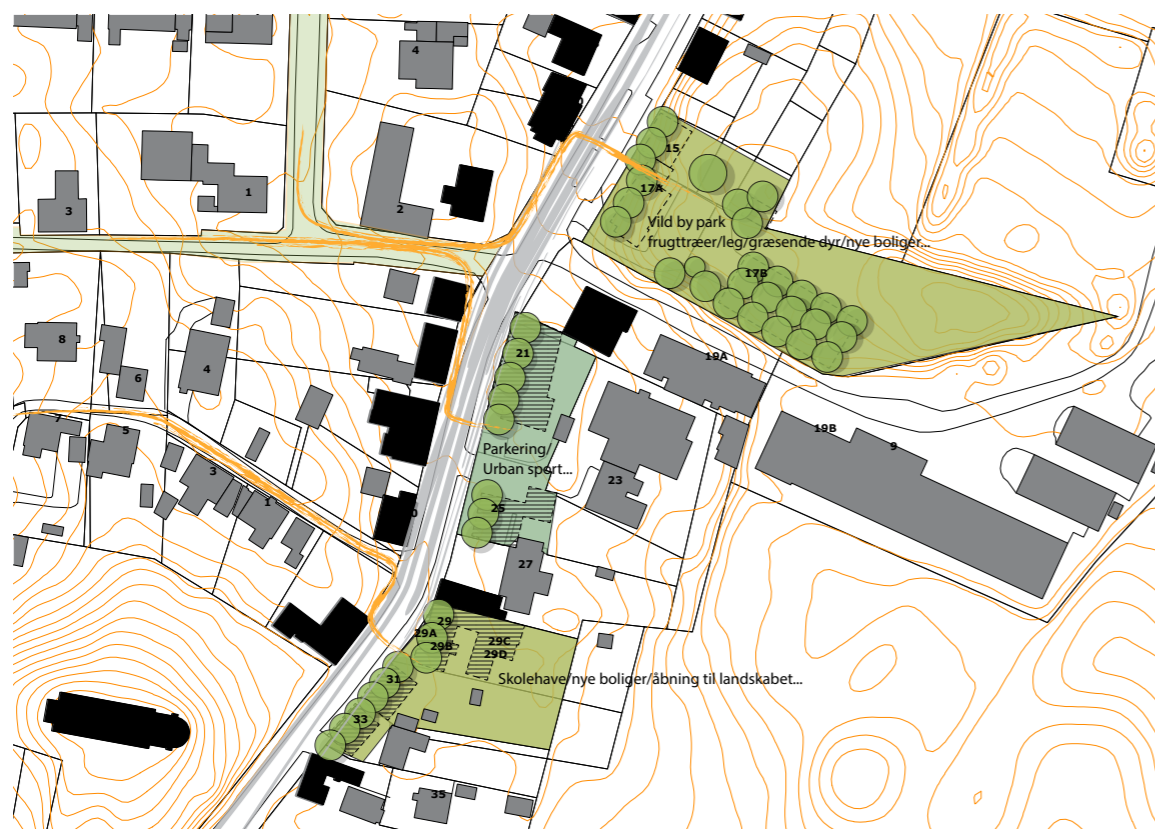 4
15
1
2
3
17A
Vild by park
frugttræer/leg/græsende dyr/nye boliger...
17B
8
6
4
21
19A
7
5
3
1
Parkering/
Urban sport...
19B
9
23
25
0
27
29
29A
29B
29C
29D
31
Skolehave/nye boliger/åbning til landskabet...
33
35